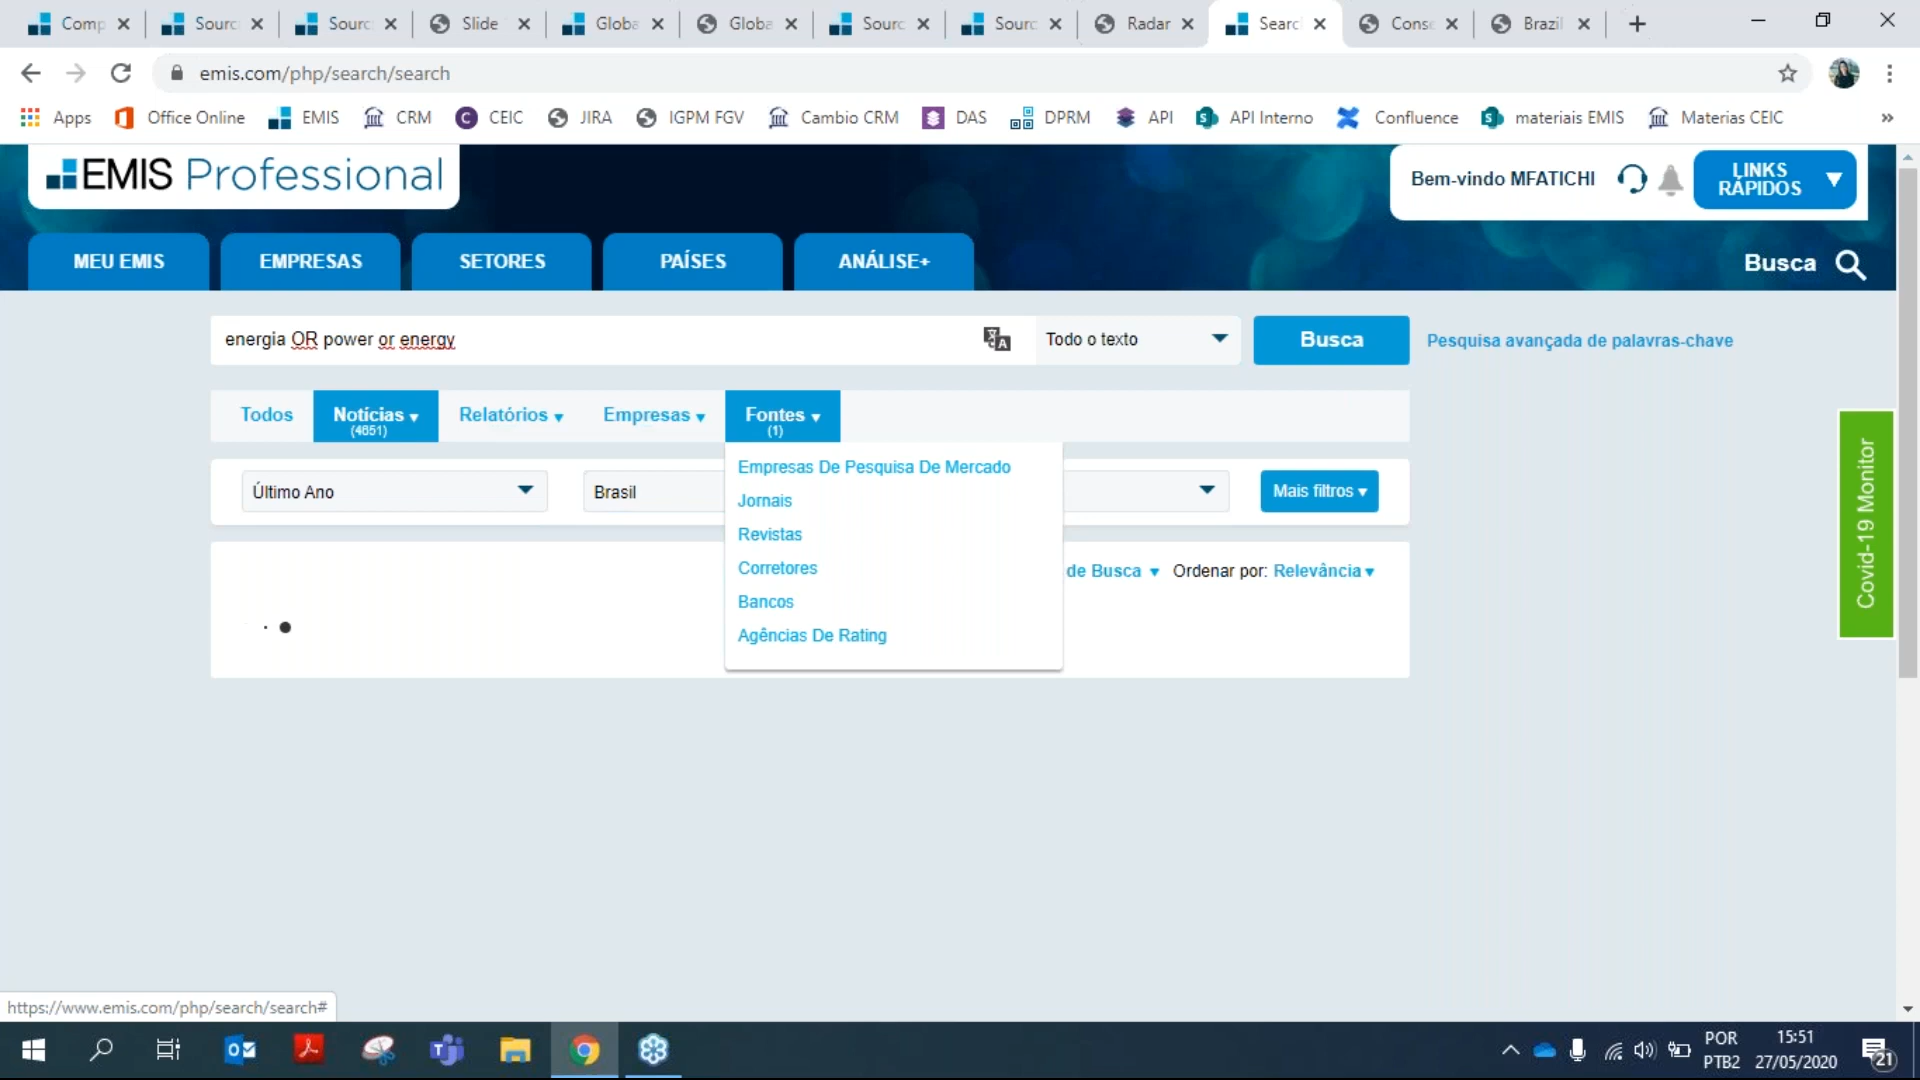 Comp Sourc Sourc Slide Globa Globa Sourc Sourc Radar Searc Conse Brazil
emis.com/php/search/search
Apps Office Online EMIS CRM CEIC JIRA IGPM FGV Cambio CRM DAS DPRM API API Interno Confluence materiais EMIS Materias CEIC »
EMIS Professional
Bem-vindo MFATICHI
LINKS
RÁPIDOS
MEU EMIS EMPRESAS SETORES PAÍSES ANÁLISE+ Busca
energia OR power or energy Todo o texto Busca Pesquisa avançada de palavras-chave
Todos Notícias Relatórios Empresas Fontes
(4651) (1)
Empresas De Pesquisa De Mercado
Último Ano Brasil Mais filtros
Jornais
Revistas
Corretores
de Busca Ordenar por: Relevância
Bancos
Agências De Rating
Covid-19 Monitor
https://www.emis.com/php/search/search#
POR 15:51
PTB2 27/05/2020 21